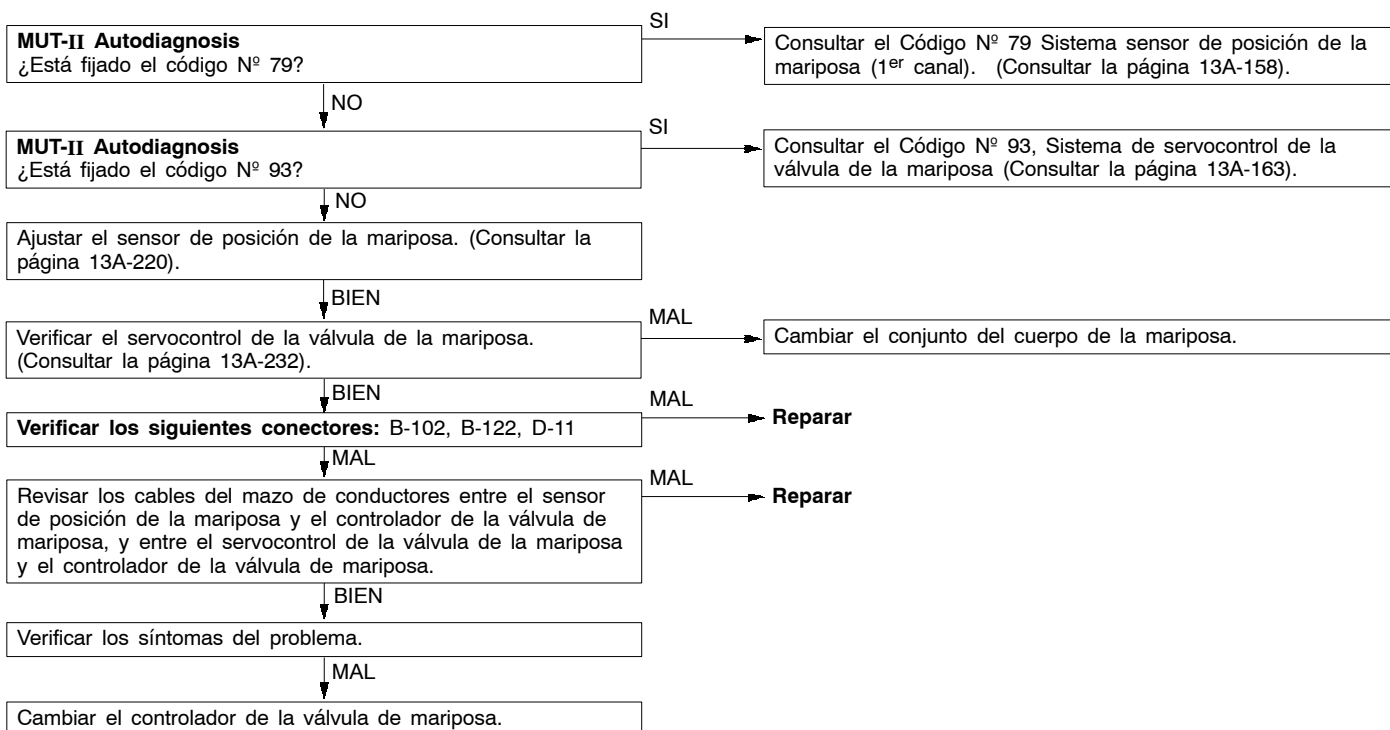 MUT-II Autodiagnosis
¿Está fijado el código Nº 79?
SI
Consultar el Código Nº 79 Sistema sensor de posición de la
mariposa (1er canal). (Consultar la página 13A-158).
NO
MUT-II Autodiagnosis
¿Está fijado el código Nº 93?
SI
Consultar el Código Nº 93, Sistema de servocontrol de la
válvula de la mariposa (Consultar la página 13A-163).
NO
Ajustar el sensor de posición de la mariposa. (Consultar la
página 13A-220).
BIEN
Verificar el servocontrol de la válvula de la mariposa.
(Consultar la página 13A-232).
MAL
Cambiar el conjunto del cuerpo de la mariposa.
BIEN
Verificar los siguientes conectores: B-102, B-122, D-11
MAL
Reparar
MAL
Revisar los cables del mazo de conductores entre el sensor
de posición de la mariposa y el controlador de la válvula de
mariposa, y entre el servocontrol de la válvula de la mariposa
y el controlador de la válvula de mariposa.
MAL
Reparar
BIEN
Verificar los síntomas del problema.
MAL
Cambiar el controlador de la válvula de mariposa.